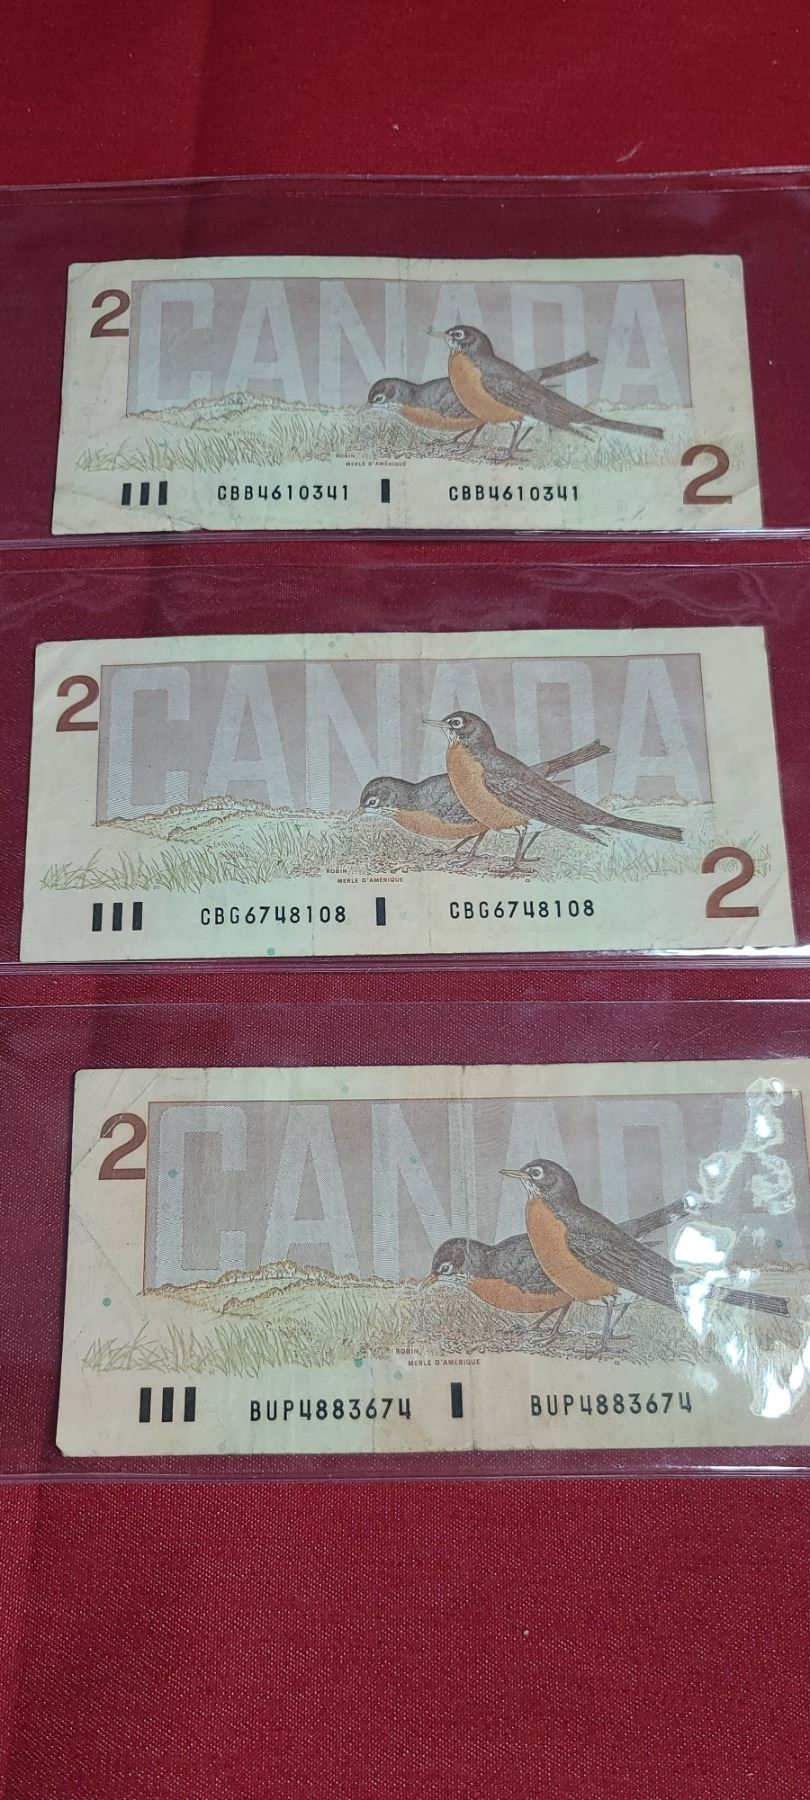 2 CANADA
ROBIN
MERLE D'AMÉRIQUE
CBB4610341 CBB4610341 2
2 CANADA
ROBIN
MERLE D'AMÉRIQUE
CBG6748108 CBG6748108 2
2 CANADA
ROBIN
MERLE D'AMÉRIQUE
BUP4883674 BUP4883674